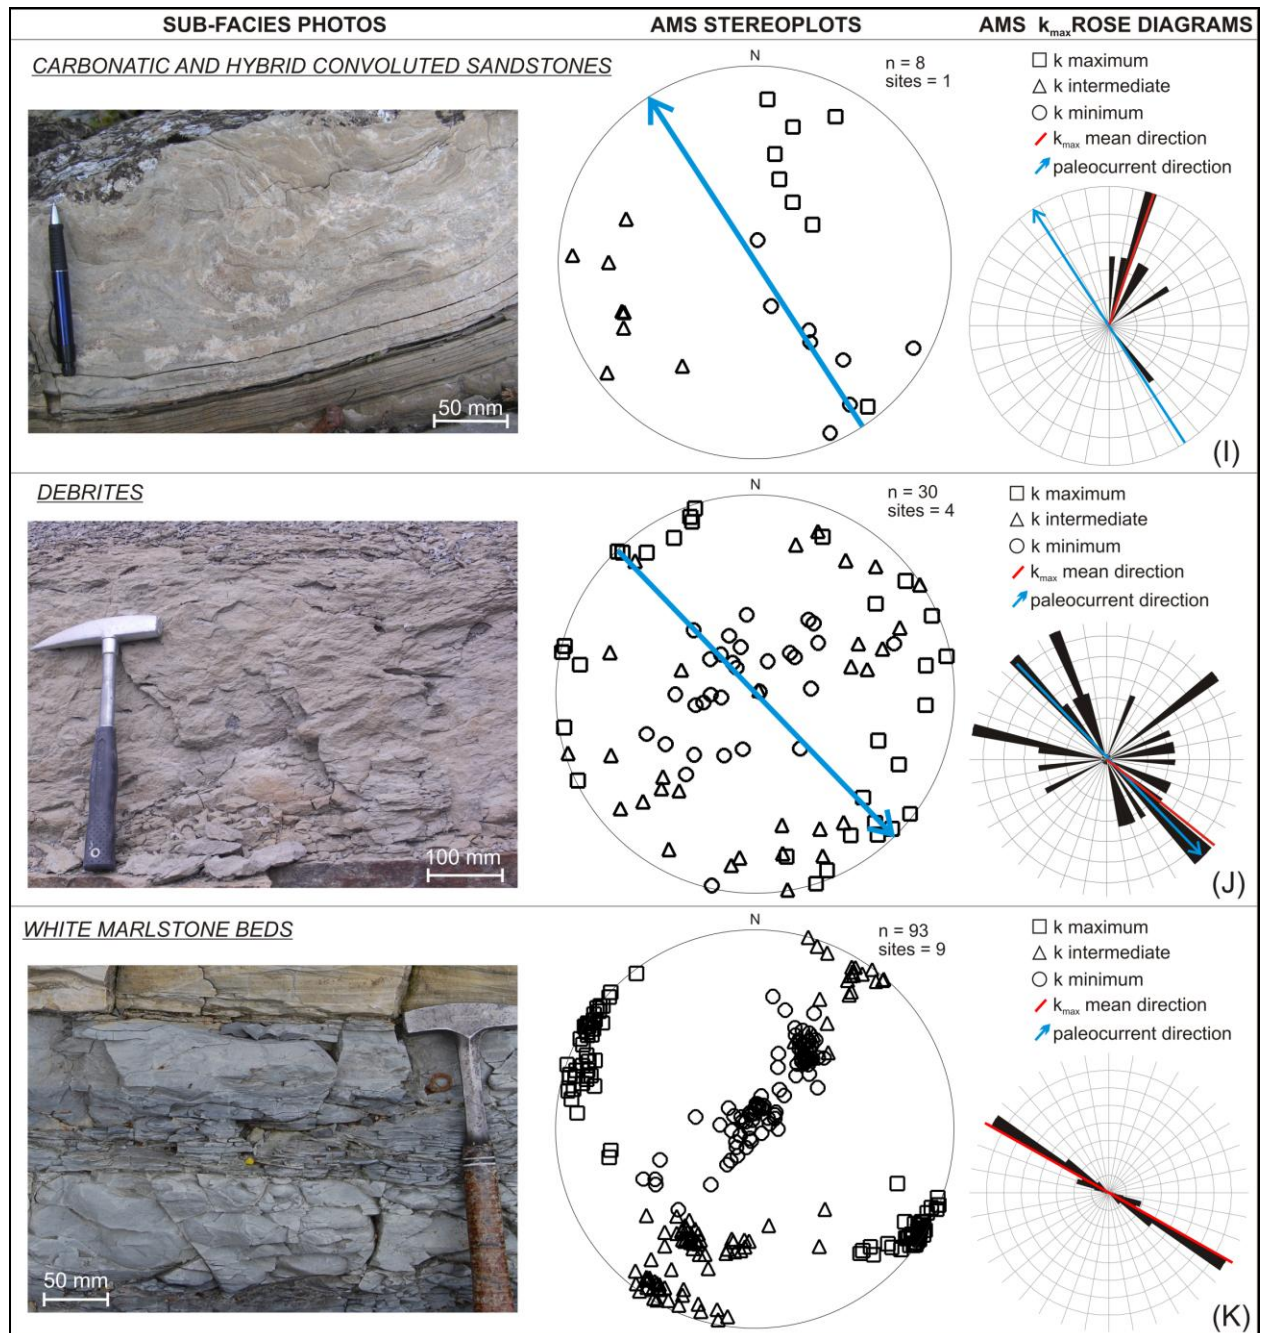 SUB-FACIES PHOTOS
AMS STEREOPLOTS
AMS kmaxROSE DIAGRAMS
CARBONATIC AND HYBRID CONVOLUTED SANDSTONES
50 mm
N
n = 8
sites = 1
k maximum
k intermediate
k minimum
kmax mean direction
paleocurrent direction
(I)
DEBRITES
100 mm
N
n = 30
sites = 4
k maximum
k intermediate
k minimum
kmax mean direction
paleocurrent direction
(J)
WHITE MARLSTONE BEDS
50 mm
N
n = 93
sites = 9
k maximum
k intermediate
k minimum
kmax mean direction
paleocurrent direction
(K)